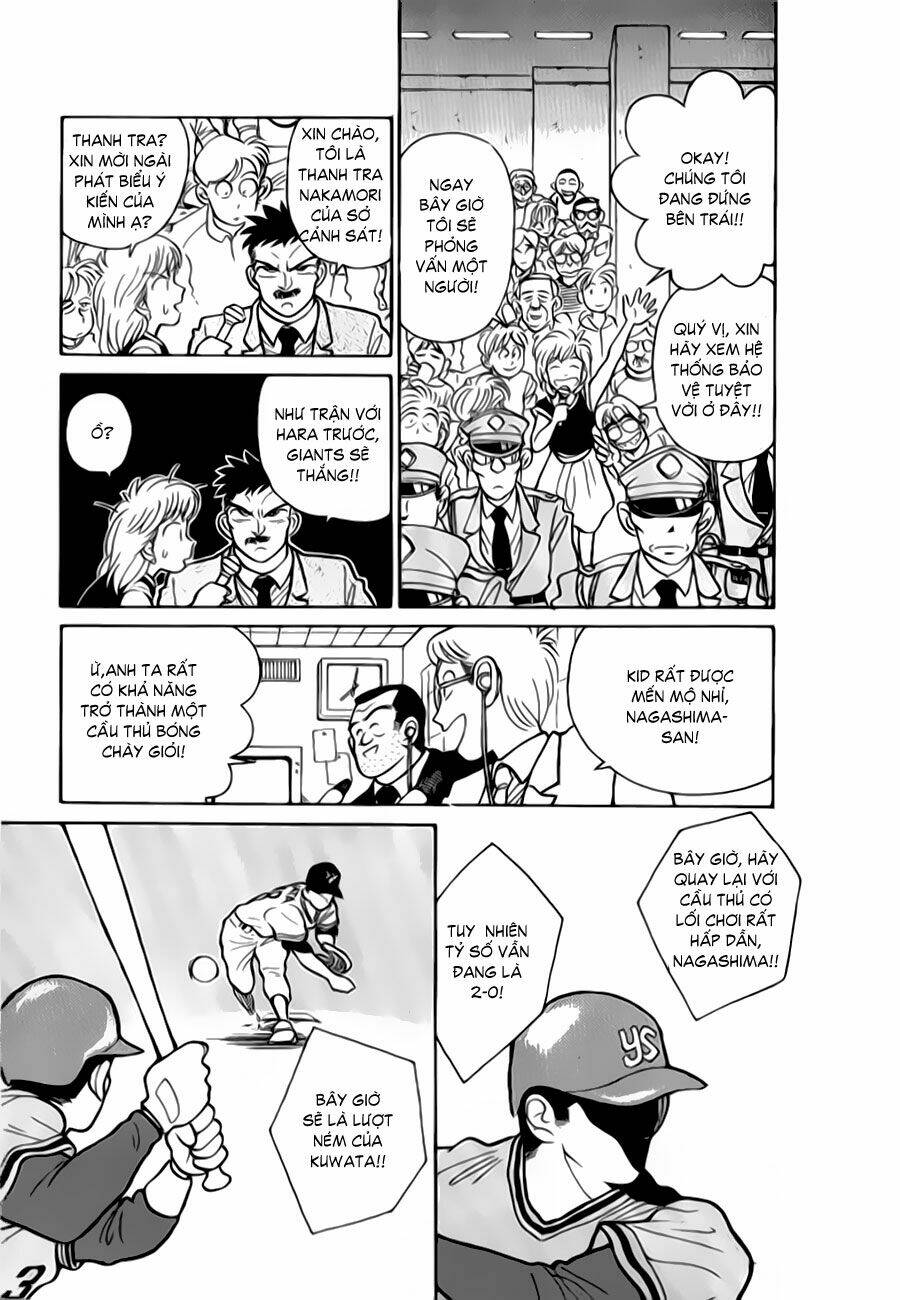 OKAY!
CHÚNG TÔI
ĐANG ĐỨNG
BÊN TRÁI!!
QUÝ VỊ, XIN
HÃY XEM HỆ
THỐNG BẢO
VỆ TUYỆT
VỜI Ở ĐÂY!!
NGAY
BÂY GIỜ
TÔI SẼ
PHỎNG
VẤN MỘT
NGƯỜI!
XIN CHÀO,
TÔI LÀ
THANH TRA
NAKAMORI
CỦA SỞ
CẢNH SÁT!
THANH TRA?
XIN MỜI NGÀI
PHÁT BIỂU Ý
KIẾN CỦA
MÌNH Ạ?
NHƯ TRẬN VỚI
HARA TRƯỚC,
GIANTS SẼ
THẮNG!!
Ồ?
KID RẤT ĐƯỢC
MẾN MỘ NHỈ,
NAGASHIMA-
SAN!
Ừ,ANH TA RẤT
CÓ KHẢ NĂNG
TRỞ THÀNH MỘT
CẦU THỦ BÓNG
CHÀY GIỎI!
BÂY GIỜ, HÃY
QUAY LẠI VỚI
CẦU THỦ CÓ
LỐI CHƠI RẤT
HẤP DẪN,
NAGASHIMA!!
TUY NHIÊN
TỶ SỐ VẪN
ĐANG LÀ
2-0!
YS
BÂY GIỜ
SẼ LÀ LƯỢT
NÉM CỦA
KUWATA!!
3